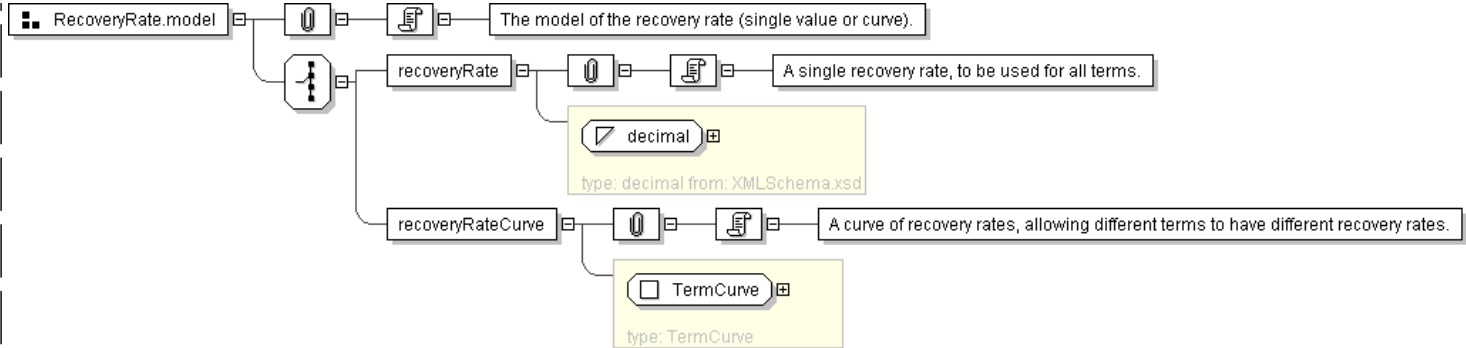 RecoveryRate.model
The model of the recovery rate (single value or curve).
recoveryRate
A single recovery rate, to be used for all terms.
decimal
type: decimal from: XMLSchema.xsd
recoveryRateCurve
A curve of recovery rates, allowing different terms to have different recovery rates.
TermCurve
type: TermCurve